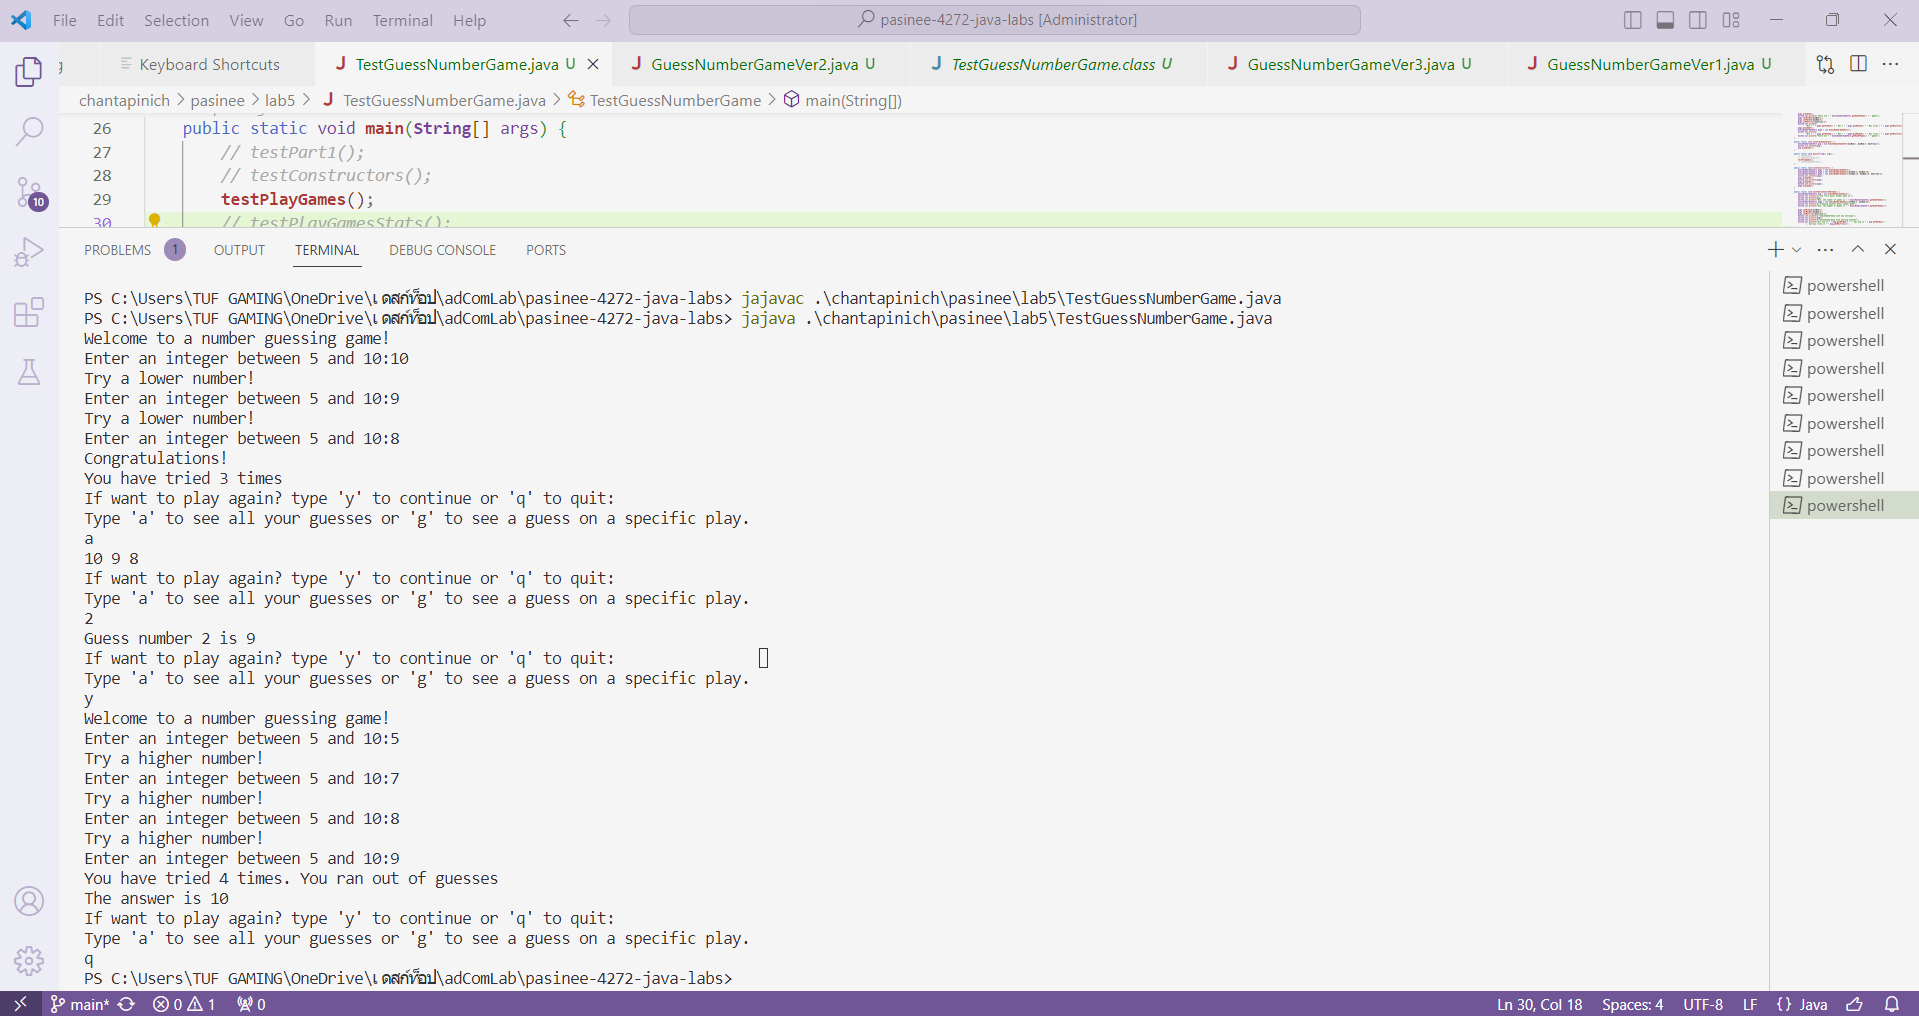 File Edit Selection View Go Run Terminal Help pasinee-4272-java-labs [Administrator]
g Keyboard Shortcuts TestGuessNumberGame.java U GuessNumberGameVer2.java U TestGuessNumberGame.class U GuessNumberGameVer3.java U GuessNumberGameVer1.java U
chantapinich > pasinee > lab5 > TestGuessNumberGame.java > TestGuessNumberGame > main(String[])
26 public static void main(String[] args) {
27 // testPart1();
28 // testConstructors();
29 testPlayGames();
30 // testPlayGamesStats();
PROBLEMS 1 OUTPUT TERMINAL DEBUG CONSOLE PORTS
PS C:\Users\TUF GAMING\OneDrive\เดสก์ท็อป\adComLab\pasinee-4272-java-labs> jajavac .\chantapinich\pasinee\lab5\TestGuessNumberGame.java
PS C:\Users\TUF GAMING\OneDrive\เดสก์ท็อป\adComLab\pasinee-4272-java-labs> jajava .\chantapinich\pasinee\lab5\TestGuessNumberGame.java
Welcome to a number guessing game!
Enter an integer between 5 and 10:10
Try a lower number!
Enter an integer between 5 and 10:9
Try a lower number!
Enter an integer between 5 and 10:8
Congratulations!
You have tried 3 times
If want to play again? type 'y' to continue or 'q' to quit:
Type 'a' to see all your guesses or 'g' to see a guess on a specific play.
a
10 9 8
If want to play again? type 'y' to continue or 'q' to quit:
Type 'a' to see all your guesses or 'g' to see a guess on a specific play.
2
Guess number 2 is 9
If want to play again? type 'y' to continue or 'q' to quit:
Type 'a' to see all your guesses or 'g' to see a guess on a specific play.
y
Welcome to a number guessing game!
Enter an integer between 5 and 10:5
Try a higher number!
Enter an integer between 5 and 10:7
Try a higher number!
Enter an integer between 5 and 10:8
Try a higher number!
Enter an integer between 5 and 10:9
You have tried 4 times. You ran out of guesses
The answer is 10
If want to play again? type 'y' to continue or 'q' to quit:
Type 'a' to see all your guesses or 'g' to see a guess on a specific play.
q
PS C:\Users\TUF GAMING\OneDrive\เดสก์ท็อป\adComLab\pasinee-4272-java-labs>
powershell
powershell
powershell
powershell
powershell
powershell
powershell
powershell
powershell
10
main* 0 1 0 Ln 30, Col 18 Spaces: 4 UTF-8 LF {} Java